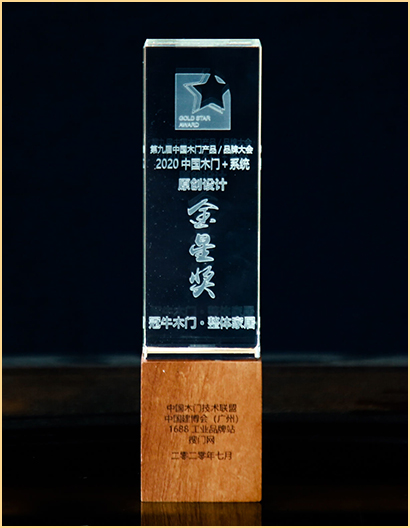 GOLD STAR
AWARD
第九届中国木门产品/品牌大会
2020 中国木门+系统
原创设计
金星奖
冠牛木门·整体家居
中国木门技术联盟
中国建博会（广州）
1688 工业品牌站
搜门网
二零二零年七月